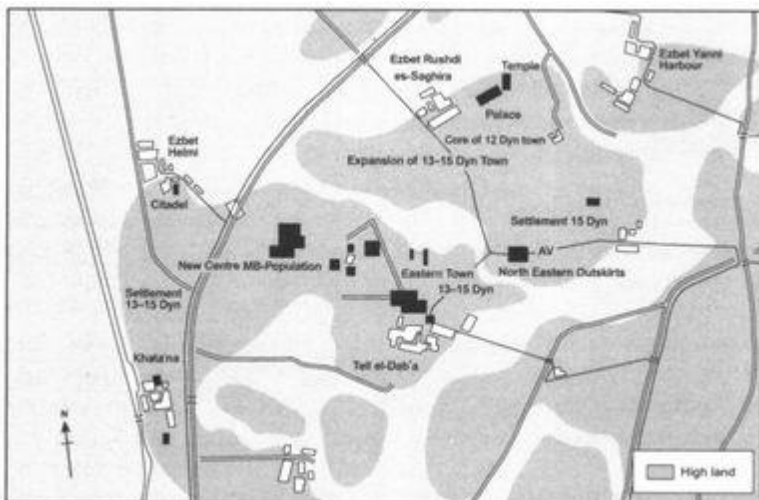 Ezbet Yanni
Harbour
Ezbet Rushdi
es-Saghira
Temple
Palace
Core of 12 Dyn town
Expansion of 13–15 Dyn Town
Ezbet
Helmi
Citadel
Settlement 15 Dyn
New Centre MB-Population
Eastern Town
13–15 Dyn
AV
North Eastern Outskirts
Settlement
13–15 Dyn
Khata'na
Tell el-Dab'a
N
High land